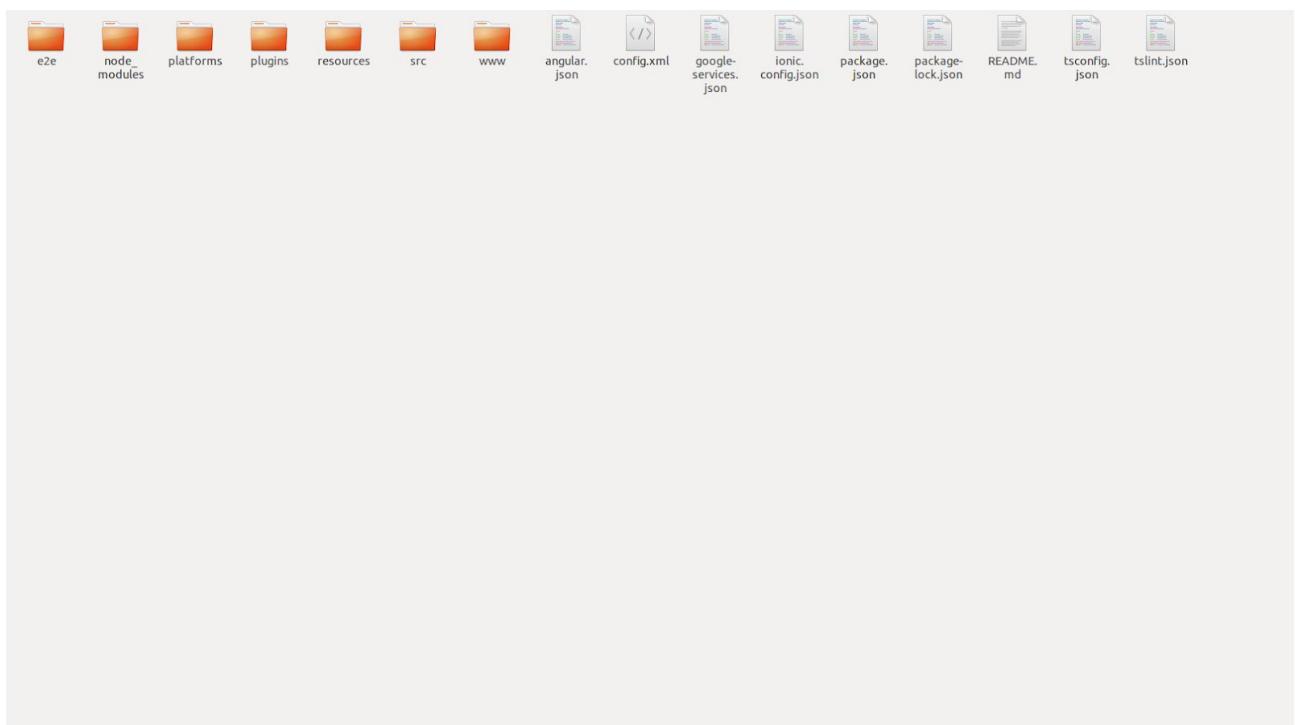 e2e
node_
modules
platforms
plugins
resources
src
www
angular.
json
config.xml
google-
services.
json
ionic.
config.json
package.
json
package-
lock.json
README.
md
tsconfig.
json
tslint.json